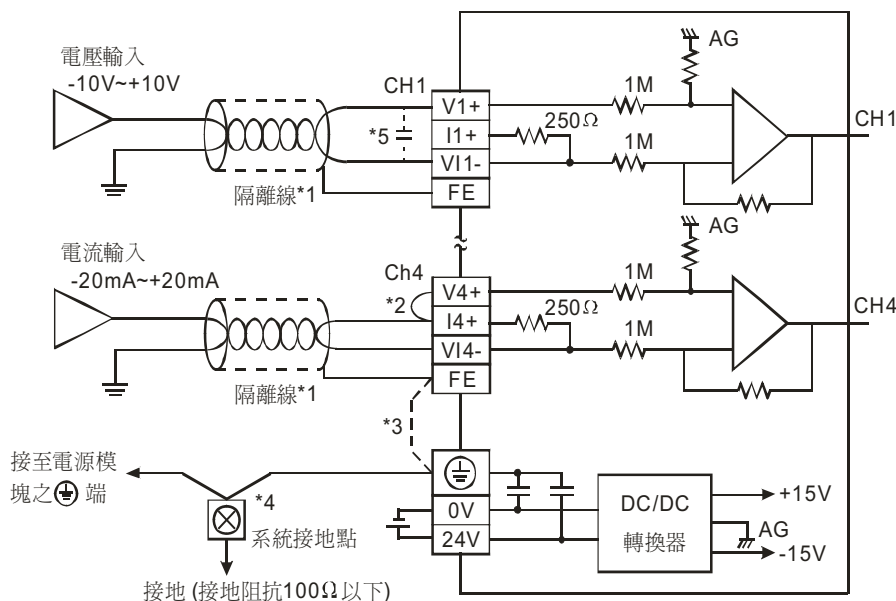 電壓輸入
-10V~+10V
隔離線*1
CH1
*5
V1+
I1+
VI1-
FE
250Ω
1M
1M
AG
CH1
電流輸入
-20mA~+20mA
隔離線*1
Ch4
*2
V4+
I4+
VI4-
FE
250Ω
1M
1M
AG
CH4
*3
接至電源模
塊之 端
*4
系統接地點
接地 (接地阻抗100Ω以下)
0V
24V
DC/DC
轉換器
+15V
AG
-15V